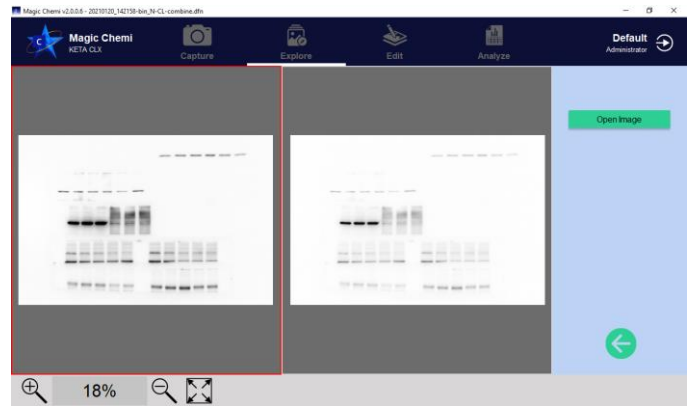 Magic Chemi v2.0.0.6 - 20210120_142158-bin_N-CL-combine.dfn
C
Magic Chemi
KETA CLX
Capture
Explore
Edit
Analyze
Default
Administrator
Open Image
18%